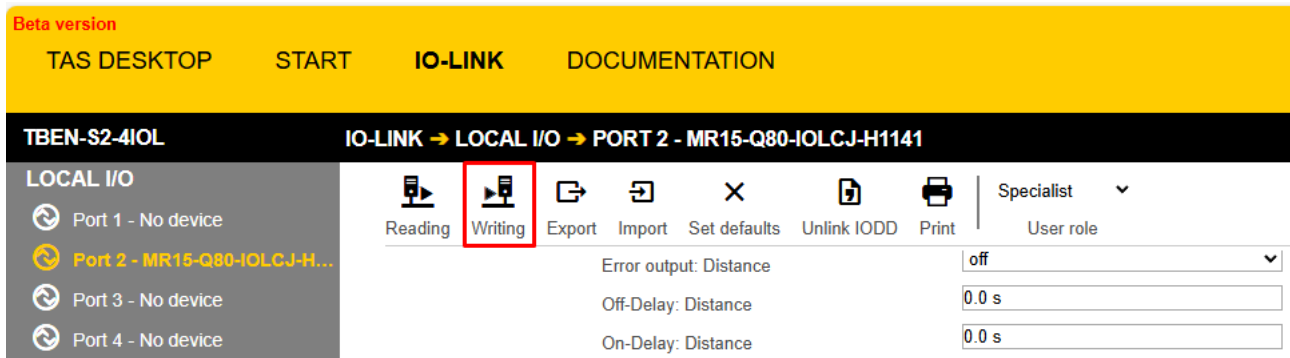 Beta version
TAS DESKTOP START IO-LINK DOCUMENTATION
TBEN-S2-4IOL IO-LINK ➔ LOCAL I/O ➔ PORT 2 - MR15-Q80-IOLCJ-H1141
LOCAL I/O
Port 1 - No device
Port 2 - MR15-Q80-IOLCJ-H...
Port 3 - No device
Port 4 - No device
Reading Writing Export Import Set defaults Unlink IODD Print
Specialist
User role
Error output: Distance off
Off-Delay: Distance 0.0 s
On-Delay: Distance 0.0 s